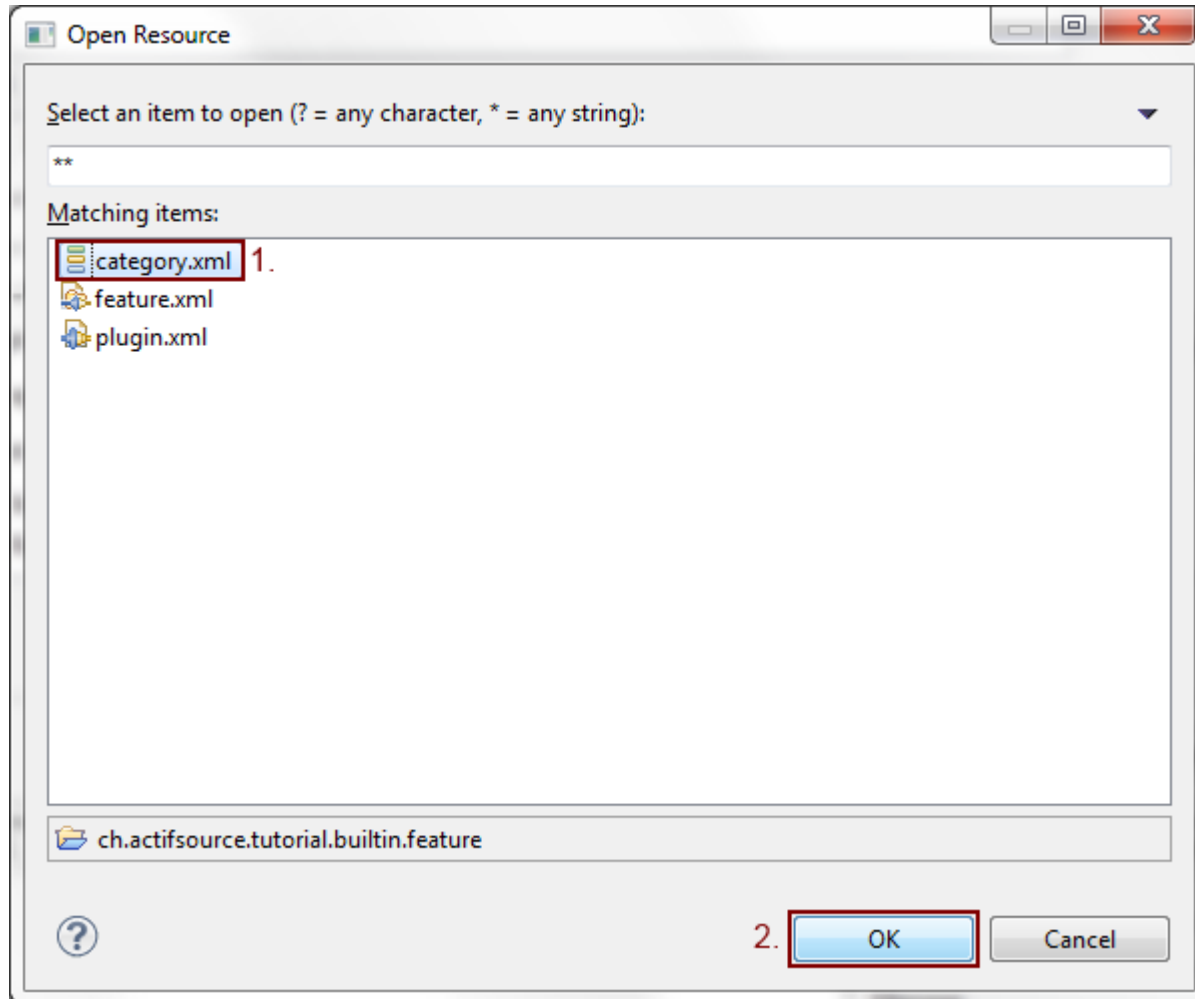 Open Resource
Select an item to open (? = any character, * = any string):
**
Matching items:
category.xml 1.
feature.xml
plugin.xml
ch.actifsource.tutorial.builtin.feature
? 2. OK Cancel